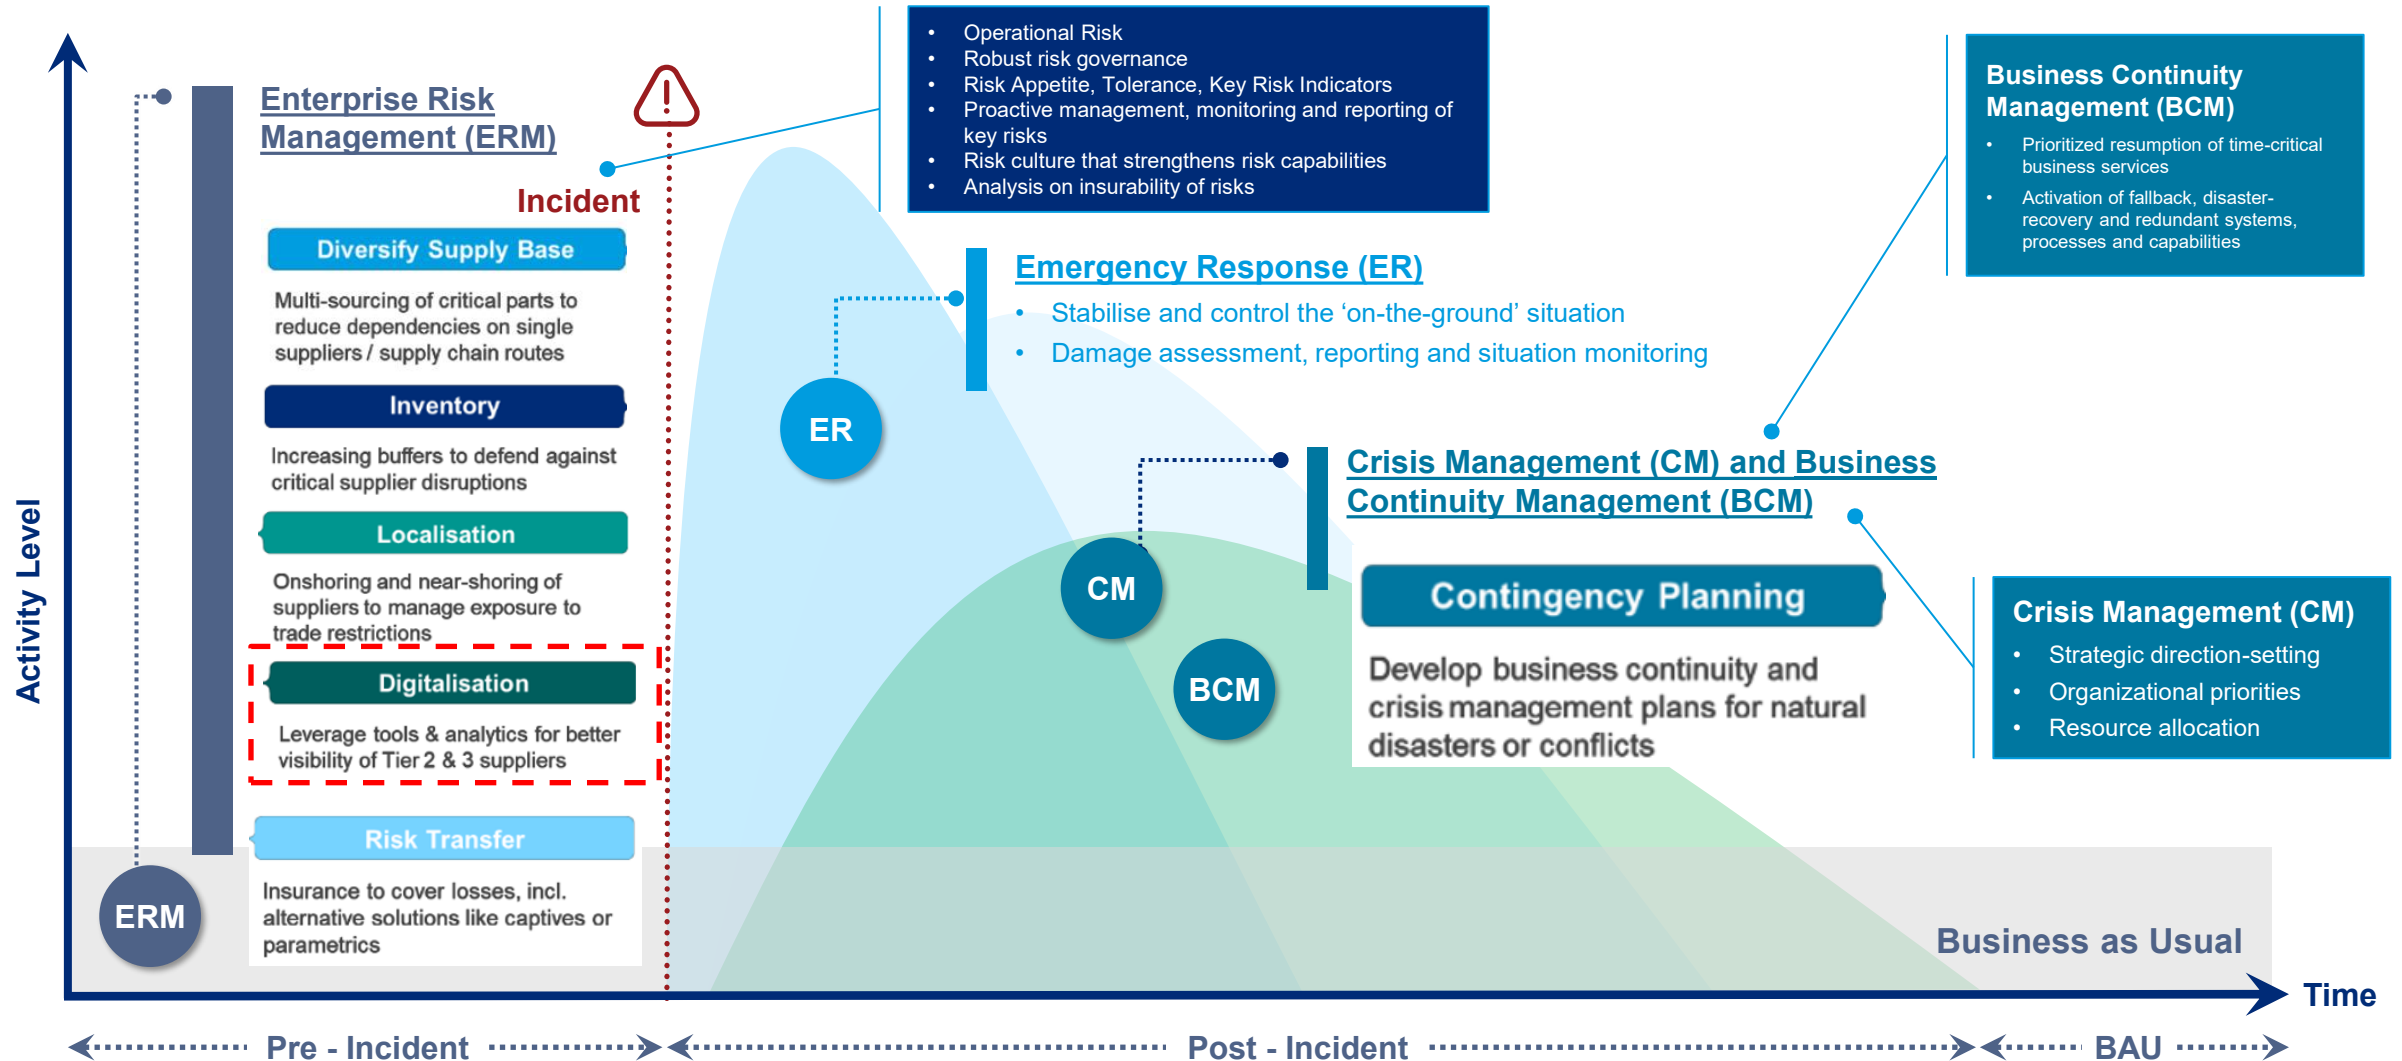 Enterprise Risk
Management (ERM)
Incident
Diversify Supply Base
Multi-sourcing of critical parts to
reduce dependencies on single
suppliers / supply chain routes
Inventory
Increasing buffers to defend against
critical supplier disruptions
Localisation
Onshoring and near-shoring of
suppliers to manage exposure to
trade restrictions
Digitalisation
Leverage tools & analytics for better
visibility of Tier 2 & 3 suppliers
Risk Transfer
Insurance to cover losses, incl.
alternative solutions like captives or
parametrics
ERM
Activity Level
• Operational Risk
• Robust risk governance
• Risk Appetite, Tolerance, Key Risk Indicators
• Proactive management, monitoring and reporting of
key risks
• Risk culture that strengthens risk capabilities
• Analysis on insurability of risks
Emergency Response (ER)
• Stabilise and control the ‘on-the-ground’ situation
• Damage assessment, reporting and situation monitoring
ER
Business Continuity
Management (BCM)
• Prioritized resumption of time-critical
business services
• Activation of fallback, disaster-
recovery and redundant systems,
processes and capabilities
Crisis Management (CM) and Business
Continuity Management (BCM)
CM
BCM
Contingency Planning
Develop business continuity and
crisis management plans for natural
disasters or conflicts
Crisis Management (CM)
• Strategic direction-setting
• Organizational priorities
• Resource allocation
Business as Usual
Time
Pre - Incident
Post - Incident
BAU